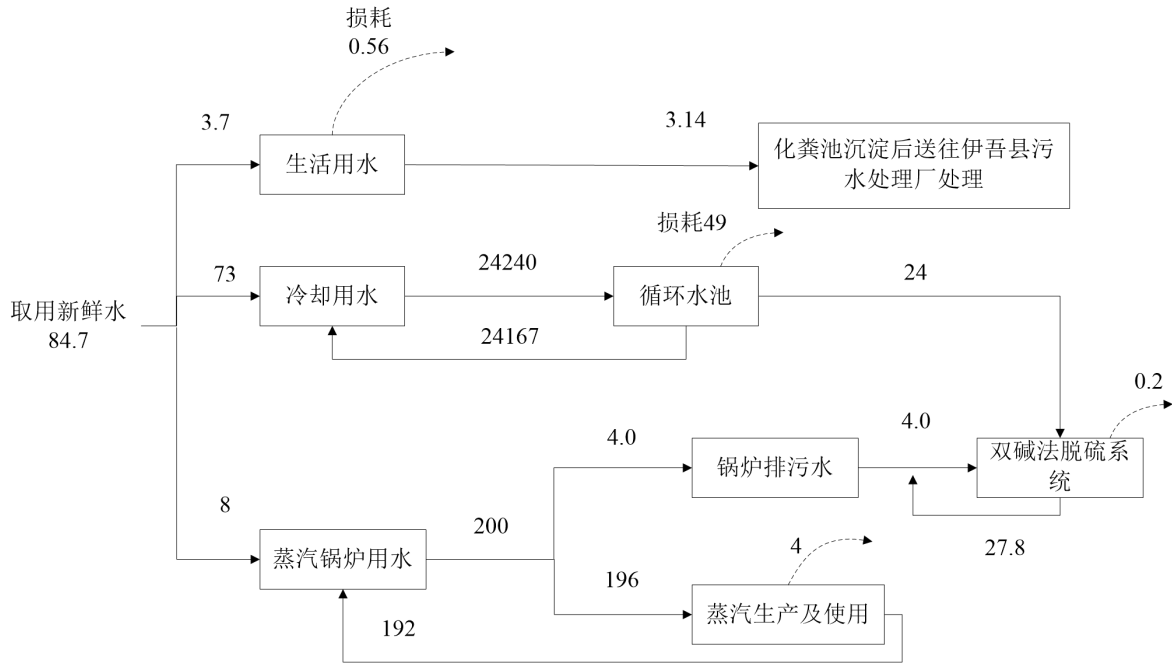 损耗
0.56
3.7
生活用水
3.14
化粪池沉淀后送往伊吾县污
水处理厂处理
损耗49
73
冷却用水
24240
循环水池
24
取用新鲜水
84.7
24167
0.2
4.0
锅炉排污水
4.0
双碱法脱硫系
统
8
蒸汽锅炉用水
200
4
27.8
196
蒸汽生产及使用
192